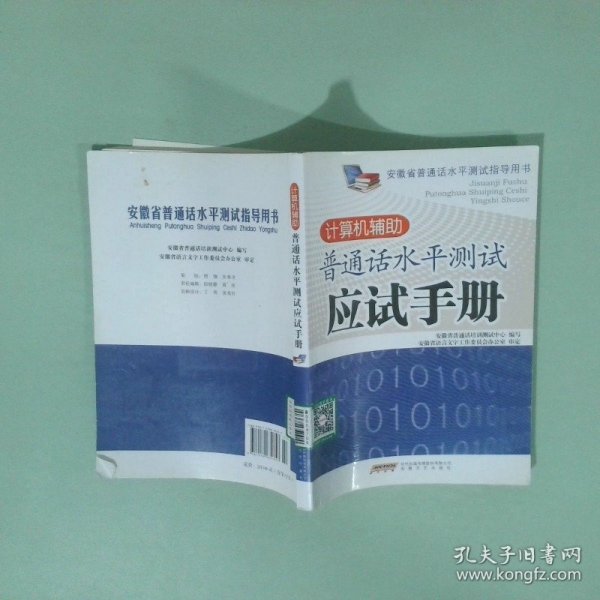 安徽省普通话水平测试指导用书
Anhuisheng Putonghua Shuiping Ceshi Zhidao Yongshu
安徽省普通话培训测试中心 编写
安徽省语言文字工作委员会办公室 审定
计算机辅助
普通话水平测试应试手册
安徽省普通话水平测试指导用书
Jisuanji Fuzhu
Putonghua Shuiping Ceshi
Yingshi Shouce
计算机辅助
普通话水平测试
应试手册
安徽省普通话培训测试中心 编写
安徽省语言文字工作委员会办公室 审定
1010101
01010101
孔夫子旧书网
www.kongfz.com